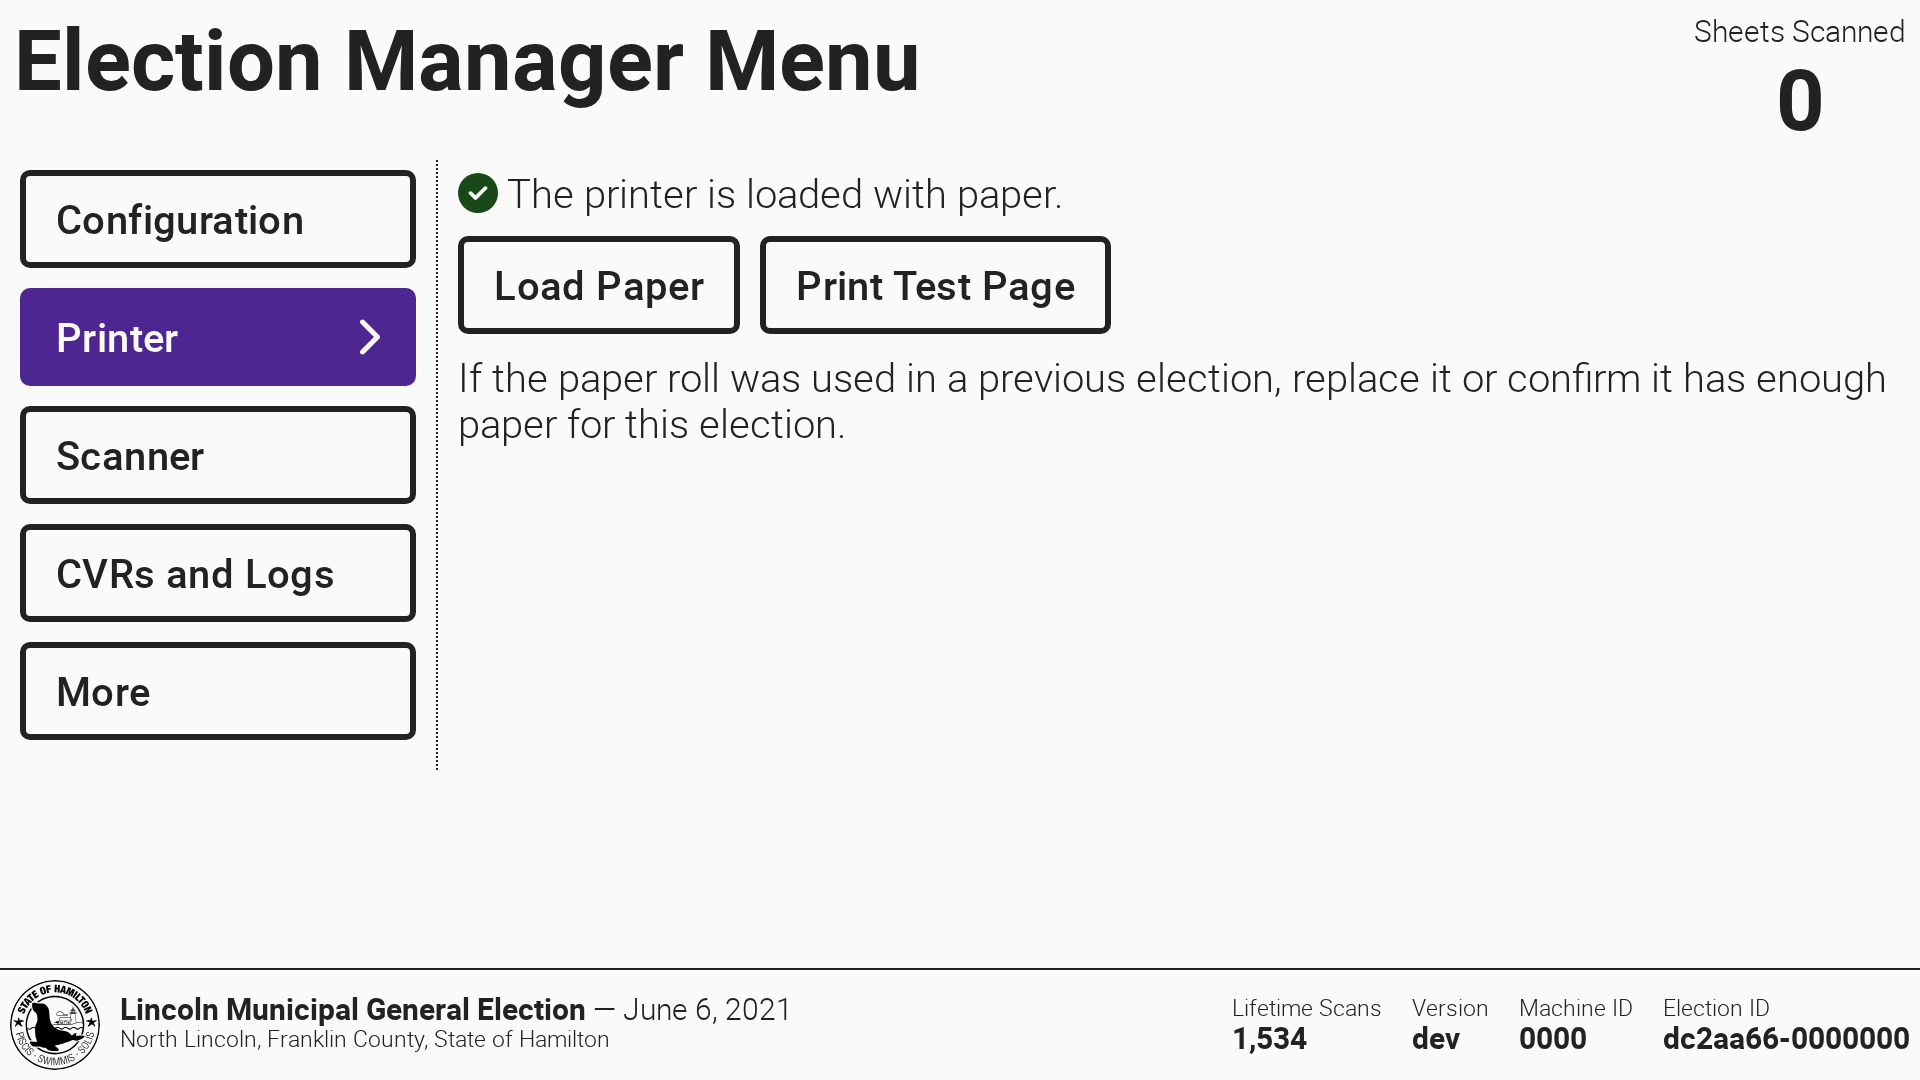 Election Manager Menu
Sheets Scanned
0
Configuration
Printer
Scanner
CVRs and Logs
More
The printer is loaded with paper.
Load Paper
Print Test Page
If the paper roll was used in a previous election, replace it or confirm it has enough
paper for this election.
STATE OF HAMILTON
PISCIS · SWIMMIS · SOLIS
Lincoln Municipal General Election — June 6, 2021
North Lincoln, Franklin County, State of Hamilton
Lifetime Scans
1,534
Version
dev
Machine ID
0000
Election ID
dc2aa66-0000000